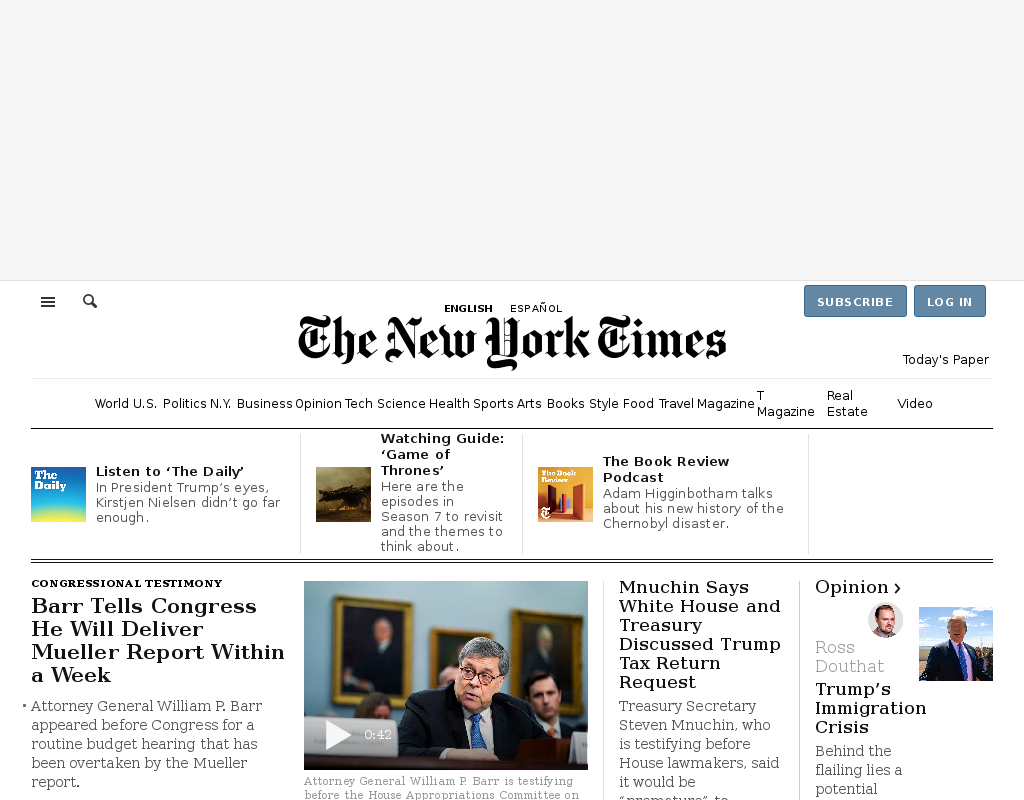 SUBSCRIBE
LOG IN
ENGLISH ESPAÑOL
The New York Times
Today's Paper
World U.S. Politics N.Y. Business Opinion Tech Science Health Sports Arts Books Style Food Travel Magazine T Magazine Real Estate Video
The Daily
Listen to ‘The Daily’
In President Trump’s eyes,
Kirstjen Nielsen didn’t go far
enough.
Watching Guide:
‘Game of
Thrones’
Here are the
episodes in
Season 7 to revisit
and the themes to
think about.
The Book Review
The Book Review
Podcast
Adam Higginbotham talks
about his new history of the
Chernobyl disaster.
CONGRESSIONAL TESTIMONY
Barr Tells Congress
He Will Deliver
Mueller Report Within
a Week
• Attorney General William P. Barr
appeared before Congress for a
routine budget hearing that has
been overtaken by the Mueller
report.
0:42
Attorney General William P. Barr is testifying
before the House Appropriations Committee on
Mnuchin Says
White House and
Treasury
Discussed Trump
Tax Return
Request
Treasury Secretary
Steven Mnuchin, who
is testifying before
House lawmakers, said
it would be
“premature” to
Opinion ›
Ross
Douthat
Trump’s
Immigration
Crisis
Behind the
flailing lies a
potential